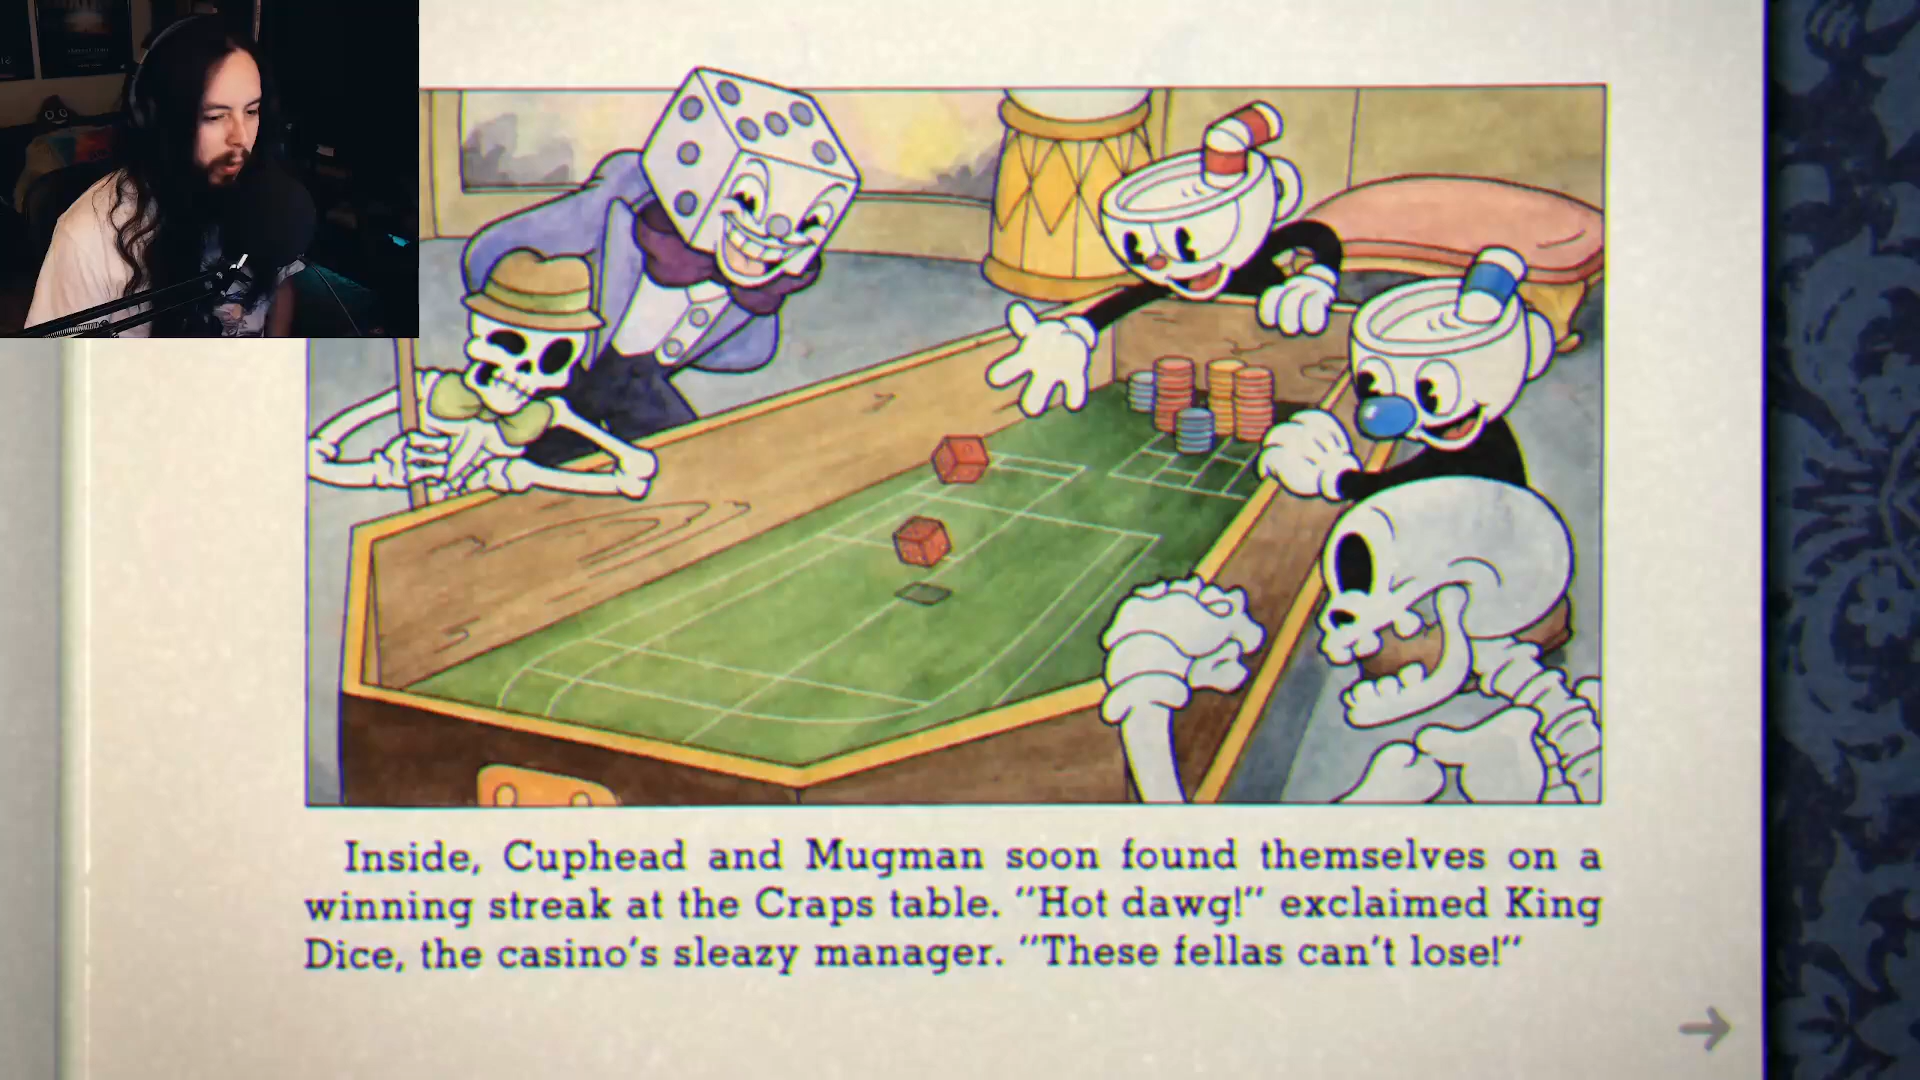 Inside, Cuphead and Mugman soon found themselves on a
winning streak at the Craps table. “Hot dawg!” exclaimed King
Dice, the casino’s sleazy manager. “These fellas can’t lose!”